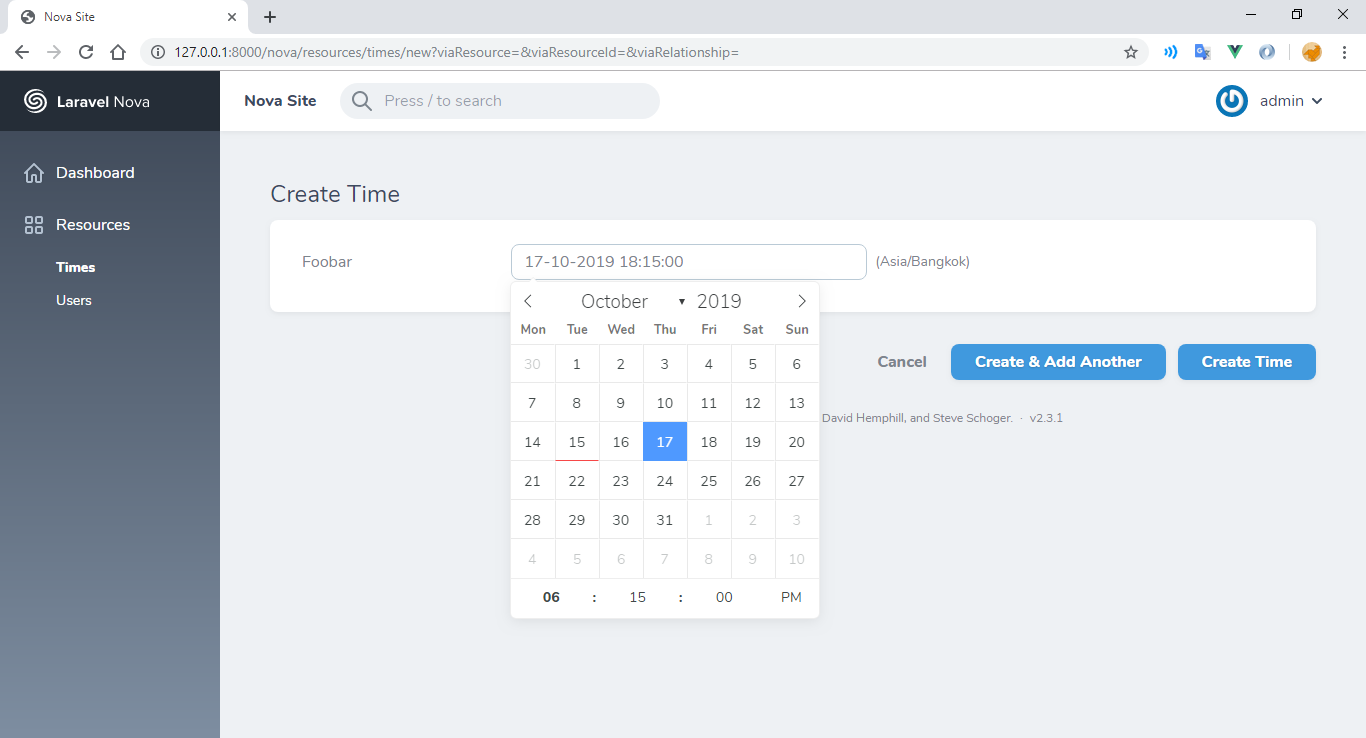 Nova Site
127.0.0.1:8000/nova/resources/times/new?viaResource=&viaResourceId=&viaRelationship=
Laravel Nova
Nova Site
Press / to search
admin
Dashboard
Resources
Times
Users
Create Time
Foobar
17-10-2019 18:15:00
(Asia/Bangkok)
October 2019
Mon Tue Wed Thu Fri Sat Sun
30 1 2 3 4 5 6
7 8 9 10 11 12 13
14 15 16 17 18 19 20
21 22 23 24 25 26 27
28 29 30 31 1 2 3
4 5 6 7 8 9 10
06 : 15 : 00 PM
Cancel
Create & Add Another
Create Time
David Hemphill, and Steve Schoger. · v2.3.1